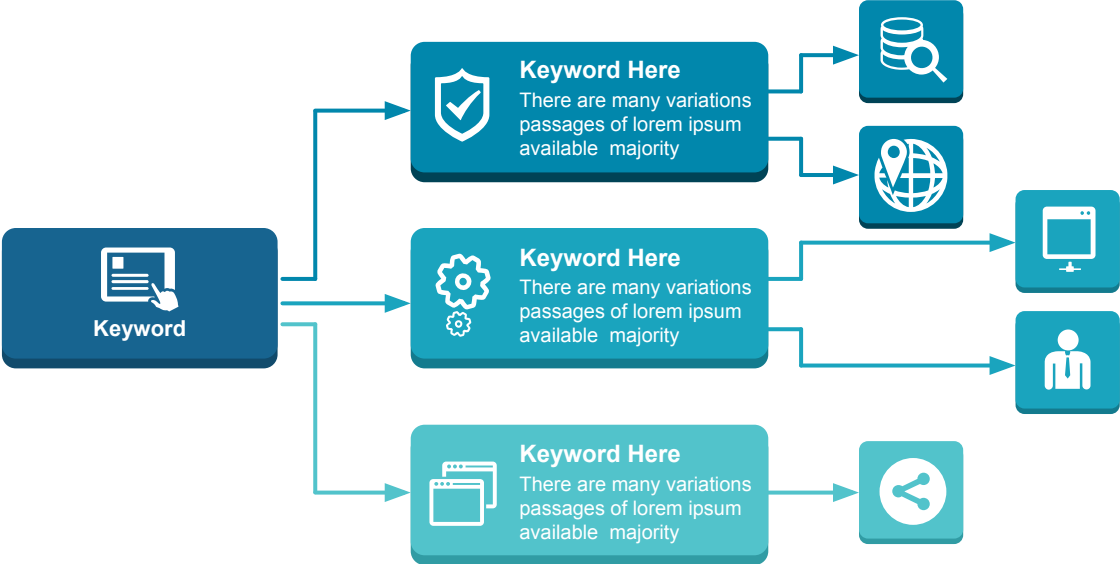 Keyword
Keyword Here
There are many variations
passages of lorem ipsum
available  majority
Keyword Here
There are many variations
passages of lorem ipsum
available  majority
Keyword Here
There are many variations
passages of lorem ipsum
available  majority